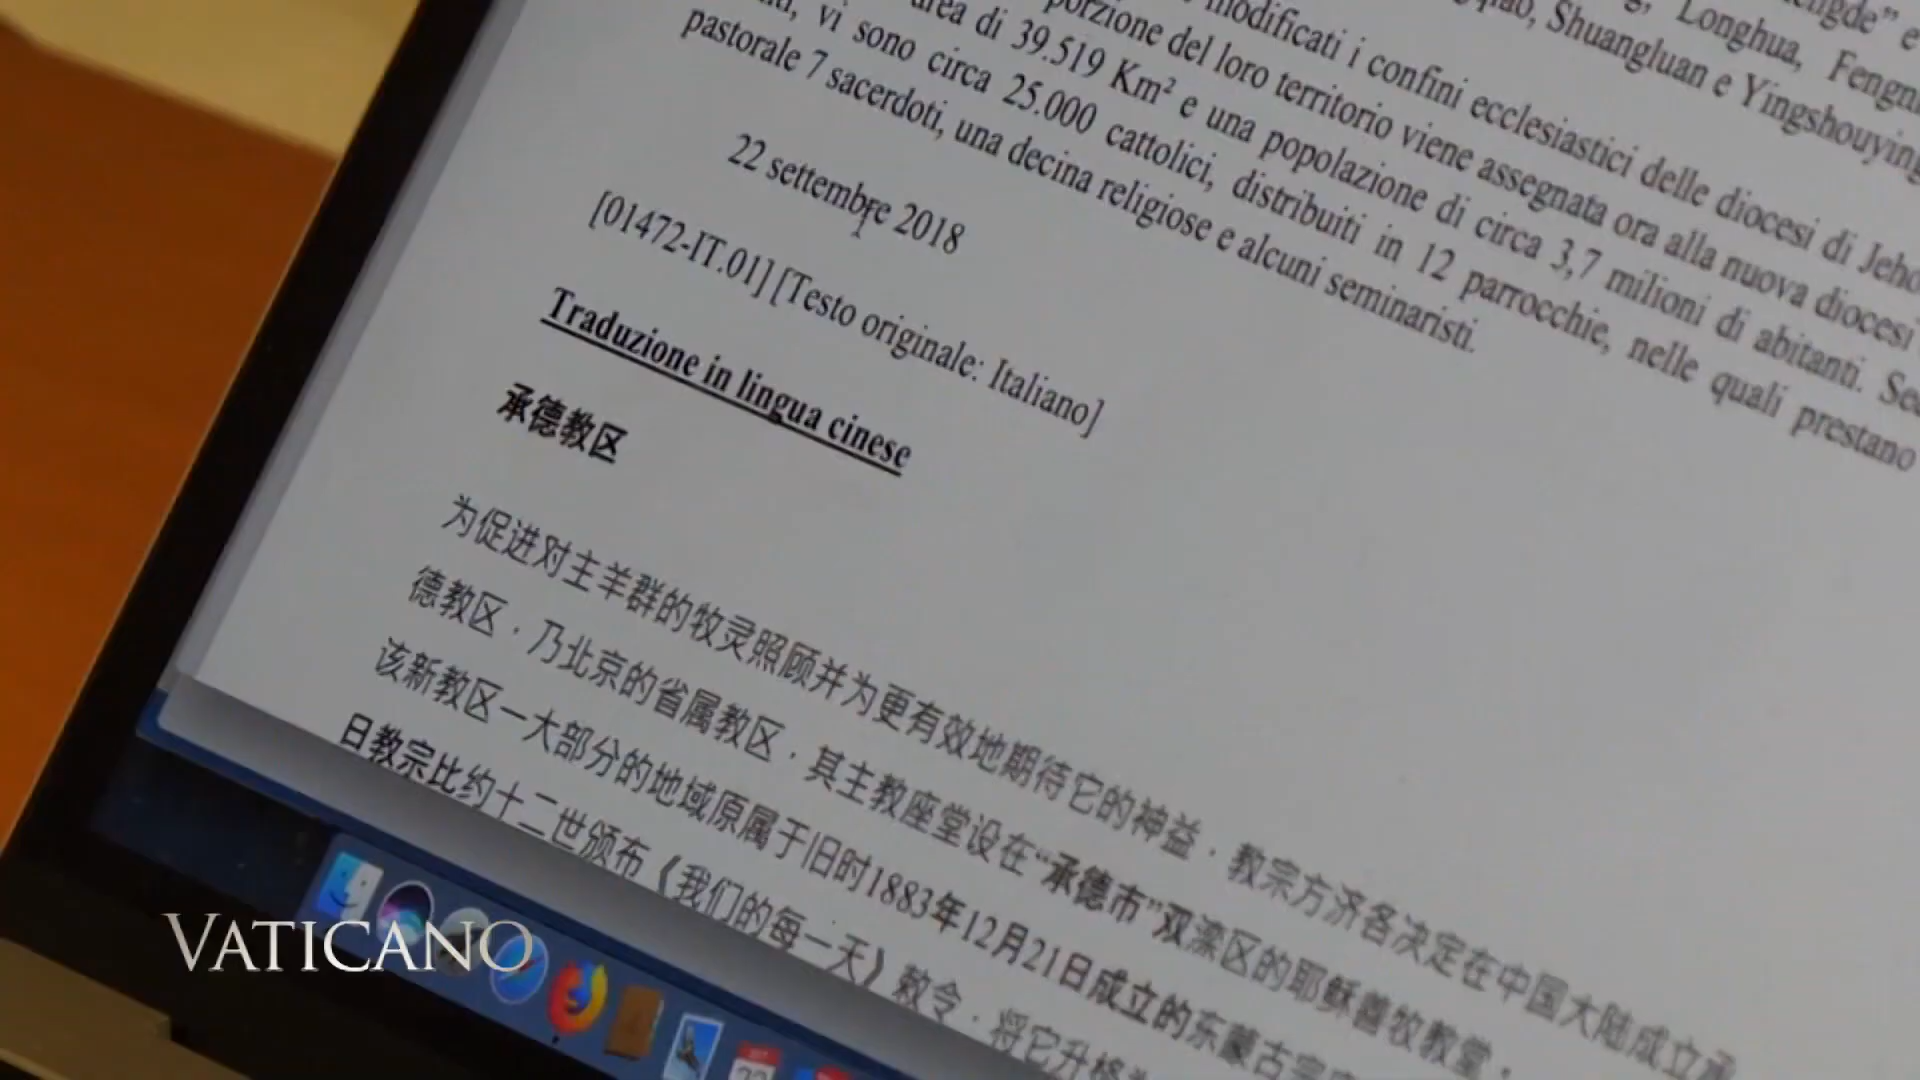 engde” e
Longhua, Fengn
qiao, Shuangluan e Yingshouying
modificati i confini ecclesiastici delle diocesi di Jeho
porzione del loro territorio viene assegnata ora alla nuova diocesi
area di 39.519 Km² e una popolazione di circa 3,7 milioni di abitanti. Sec
vi sono circa 25.000 cattolici, distribuiti in 12 parrocchie, nelle quali prestano
pastorale 7 sacerdoti, una decina religiose e alcuni seminaristi.
22 settembre 2018
[01472-IT.01] [Testo originale: Italiano]
Traduzione in lingua cinese
承德教区
为促进对主羊群的牧灵照顾并为更有效地期待它的神益．教宗方济各决定在中国大陆成立承
德教区．乃北京的省属教区．其主教座堂设在“承德市”双滦区的耶稣善牧教堂．
该新教区一大部分的地域原属于旧时1883年12月21日成立的东蒙古宗
日教宗比约十二世颁布《我们的每一天》敕令．将它升格为
VATICANO